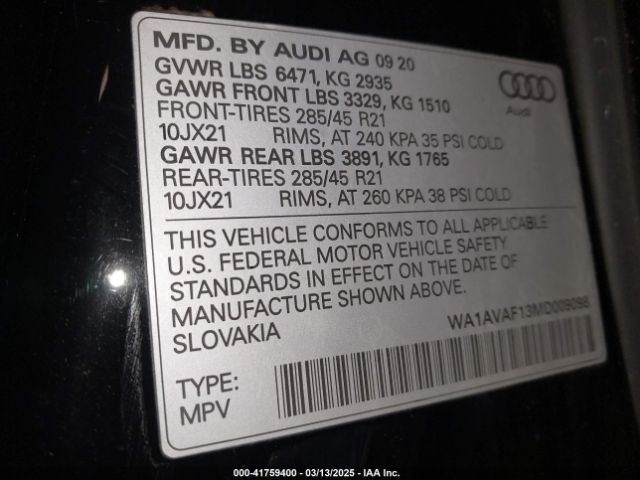 MFD. BY AUDI AG 09 20
GVWR LBS 6471, KG 2935
GAWR FRONT LBS 3329, KG 1510
FRONT-TIRES 285/45 R21
10JX21 RIMS, AT 240 KPA 35 PSI COLD
GAWR REAR LBS 3891, KG 1765
REAR-TIRES 285/45 R21
10JX21 RIMS, AT 260 KPA 38 PSI COLD
Audi
THIS VEHICLE CONFORMS TO ALL APPLICABLE
U.S. FEDERAL MOTOR VEHICLE SAFETY
STANDARDS IN EFFECT ON THE DATE OF
MANUFACTURE SHOWN ABOVE.
SLOVAKIA
WA1AVAF13MD009098
TYPE:
MPV
000-41759400 - 03/13/2025 - IAA Inc.